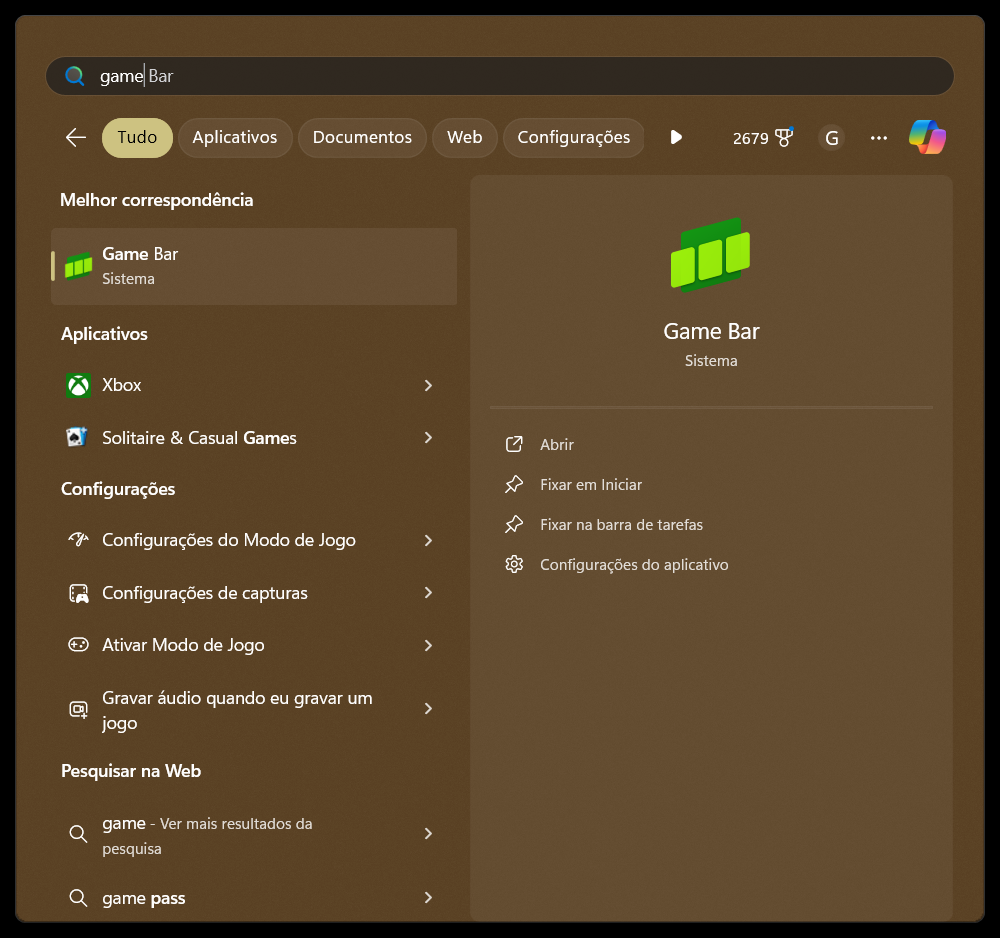 game Bar
Tudo Aplicativos Documentos Web Configurações 2679 G
Melhor correspondência
Game Bar
Sistema
Aplicativos
Xbox
Solitaire & Casual Games
Configurações
Configurações do Modo de Jogo
Configurações de capturas
Ativar Modo de Jogo
Gravar áudio quando eu gravar um
jogo
Pesquisar na Web
game - Ver mais resultados da
pesquisa
game pass
Game Bar
Sistema
Abrir
Fixar em Iniciar
Fixar na barra de tarefas
Configurações do aplicativo